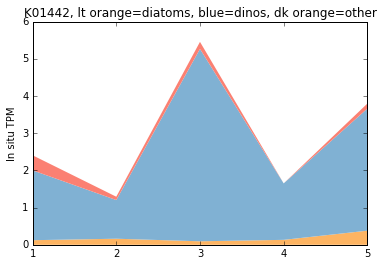 K01442, lt orange=diatoms, blue=dinos, dk orange=other
6
5
4
3
2
1
0
In situ TPM
1 2 3 4 5